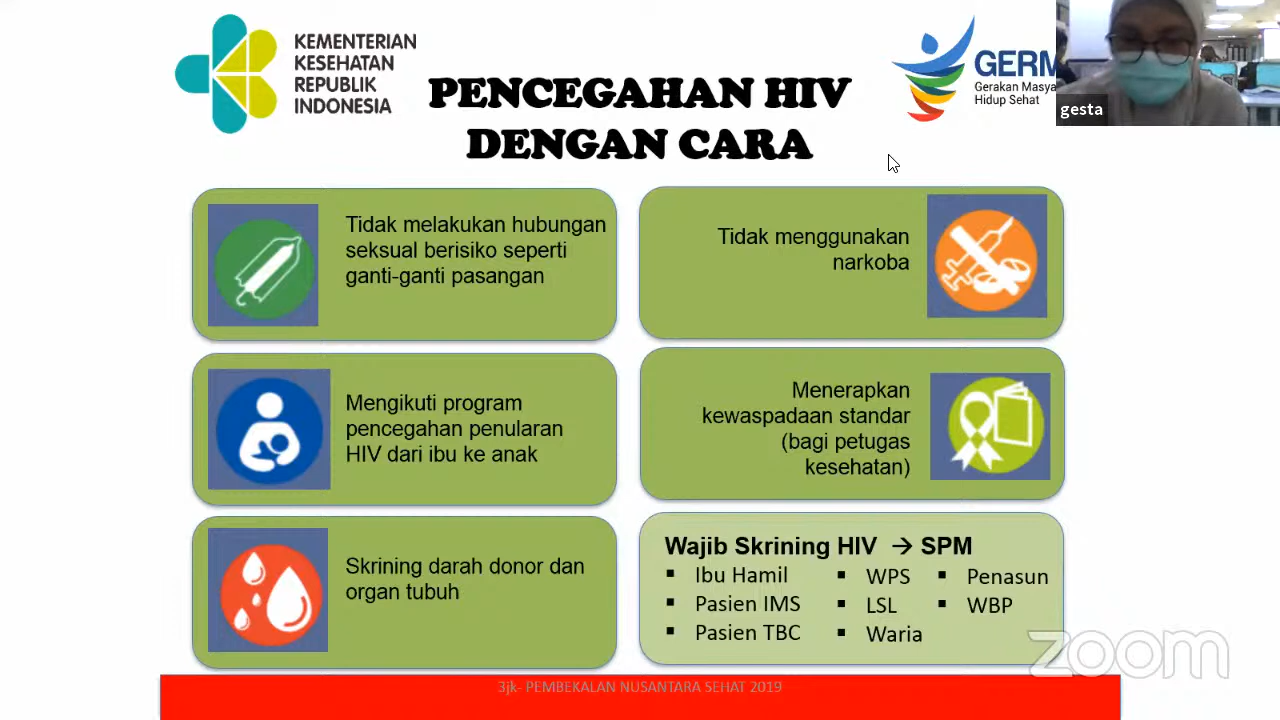 KEMENTERIAN
KESEHATAN
REPUBLIK
INDONESIA
PENCEGAHAN HIV
DENGAN CARA
GERM
Gerakan Masya
Hidup Sehat
gesta
Tidak melakukan hubungan
seksual berisiko seperti
ganti-ganti pasangan
Tidak menggunakan
narkoba
Mengikuti program
pencegahan penularan
HIV dari ibu ke anak
Menerapkan
kewaspadaan standar
(bagi petugas
kesehatan)
Skrining darah donor dan
organ tubuh
Wajib Skrining HIV → SPM
▪ Ibu Hamil ▪ WPS ▪ Penasun
▪ Pasien IMS ▪ LSL ▪ WBP
▪ Pasien TBC ▪ Waria
zoom
3jk- PEMBEKALAN NUSANTARA SEHAT 2019